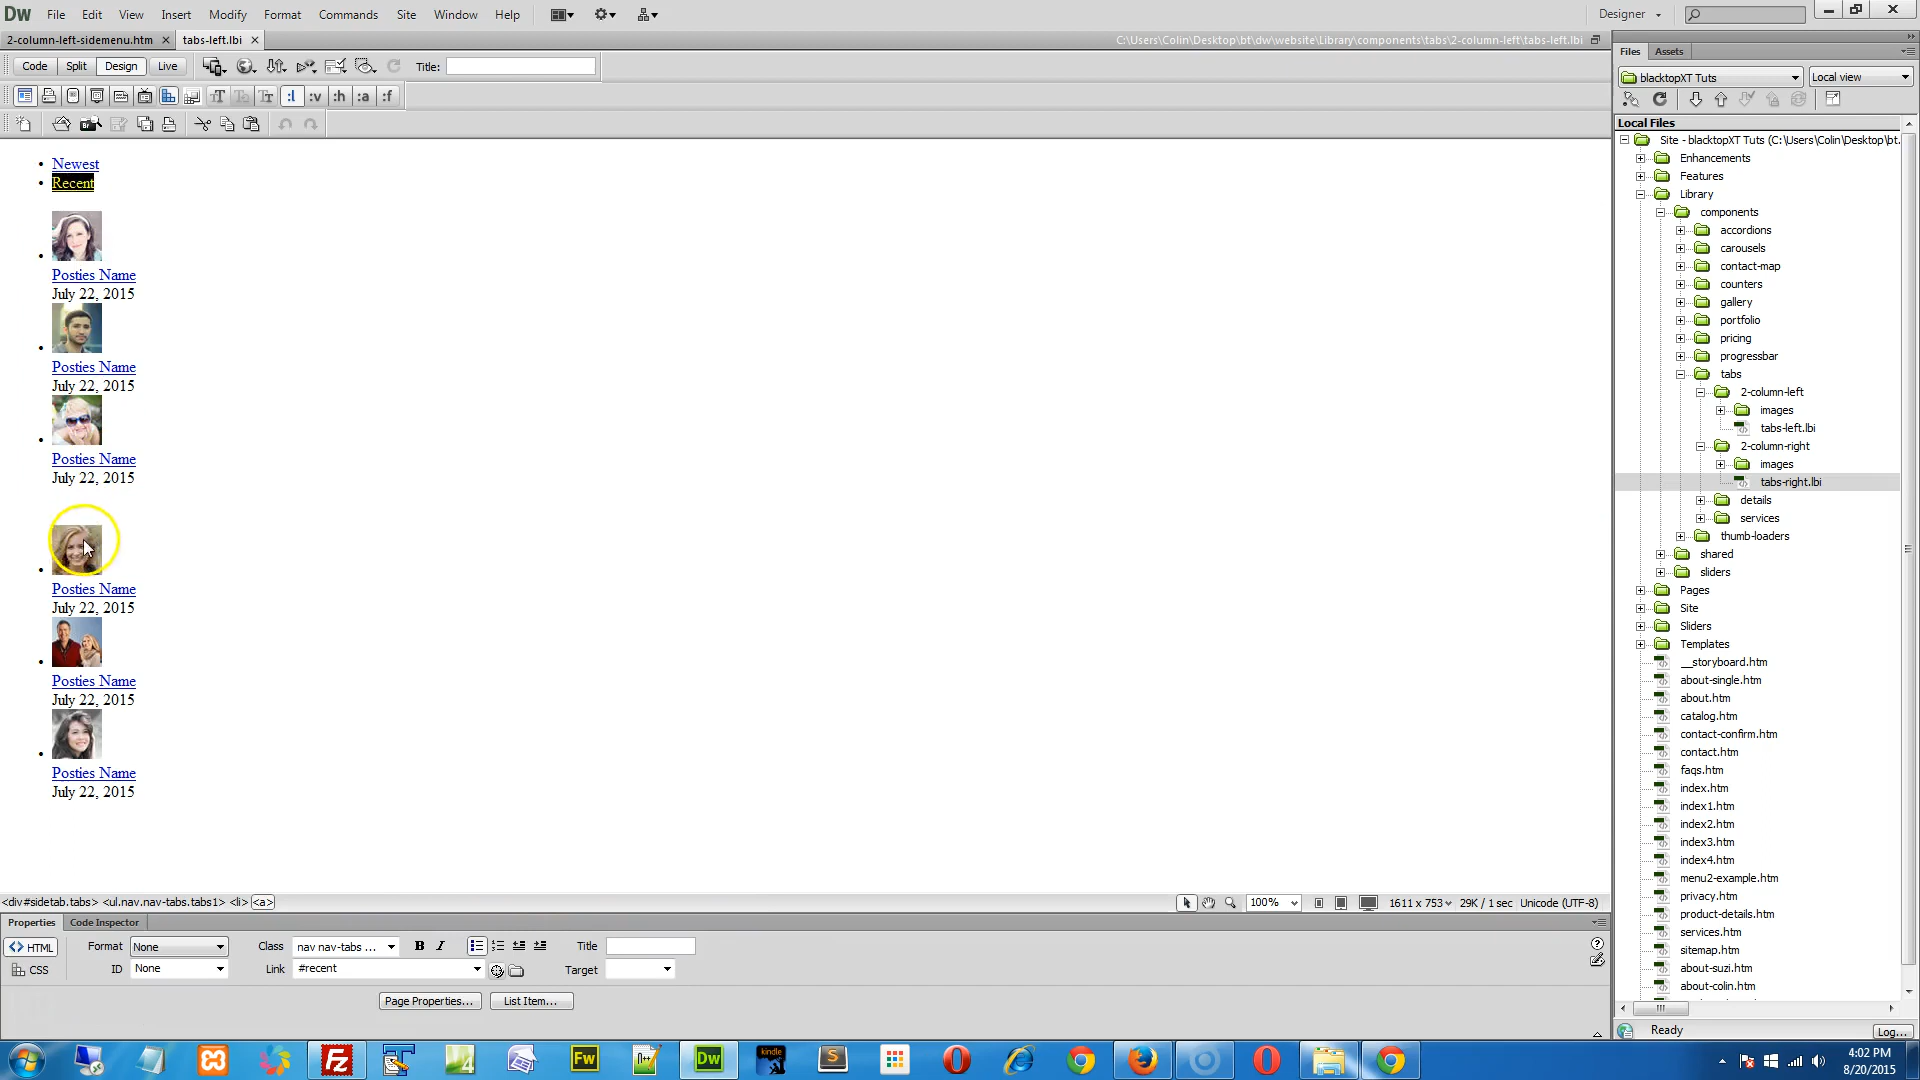 Dw File Edit View Insert Modify Format Commands Site Window Help Designer
2-column-left-sidemenu.htm tabs-left.lbi C:\Users\Colin\Desktop\bt\dw\website\Library\components\tabs\2-column-left\tabs-left.lbi
Code Split Design Live Title:
:l :v :h :a :f
Newest
Recent
Posties Name
July 22, 2015
Posties Name
July 22, 2015
Posties Name
July 22, 2015
Posties Name
July 22, 2015
Posties Name
July 22, 2015
Posties Name
July 22, 2015
<div#sidetab.tabs> <ul.nav.nav-tabs.tabs1> <li> <a> 100% 1611 x 753 29K / 1 sec Unicode (UTF-8)
Properties Code Inspector
<> HTML Format None Class nav nav-tabs ... B I Title
CSS ID None Link #recent Target
Page Properties... List Item...
Files Assets
blacktopXT Tuts Local view
Local Files
Site - blacktopXT Tuts (C:\Users\Colin\Desktop\bt.
Enhancements
Features
Library
components
accordions
carousels
contact-map
counters
gallery
portfolio
pricing
progressbar
tabs
2-column-left
images
tabs-left.lbi
2-column-right
images
tabs-right.lbi
details
services
thumb-loaders
shared
sliders
Pages
Site
Sliders
Templates
__storyboard.htm
about-single.htm
about.htm
catalog.htm
contact-confirm.htm
contact.htm
faqs.htm
index.htm
index1.htm
index2.htm
index3.htm
index4.htm
menu2-example.htm
privacy.htm
product-details.htm
services.htm
sitemap.htm
about-suzi.htm
about-colin.htm
Ready Log...
Fz Fw Dw kindle S
4:02 PM
8/20/2015